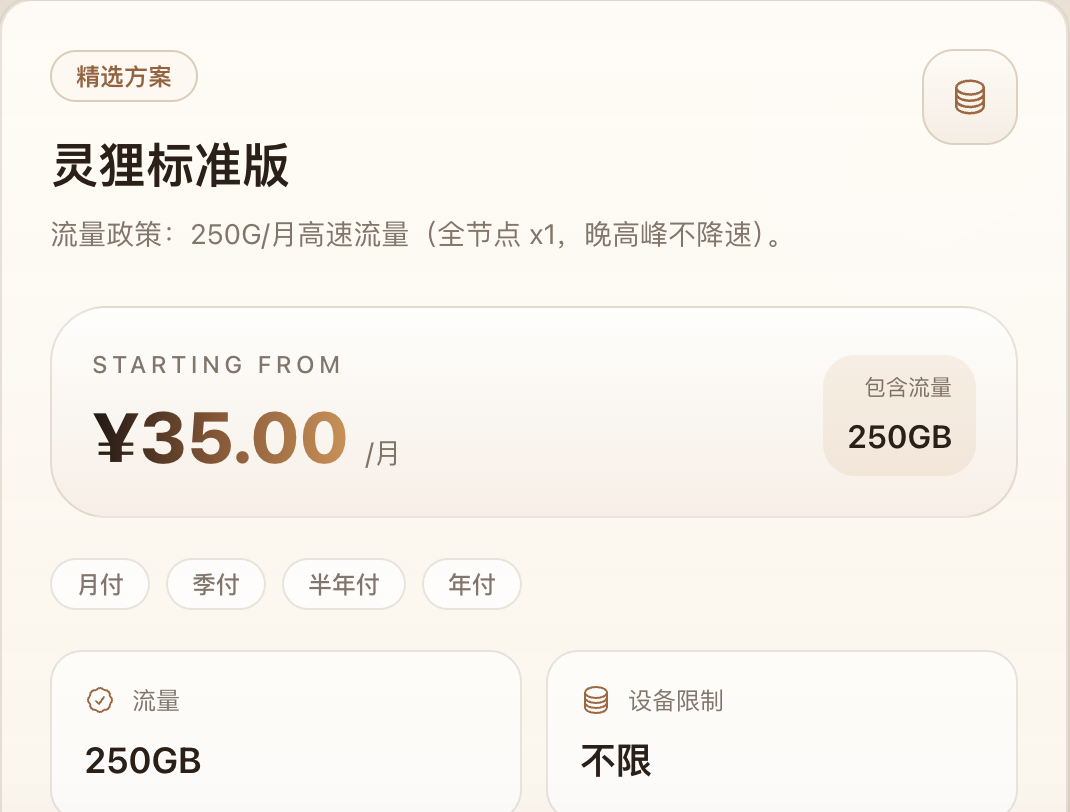 精选方案
灵狸标准版
流量政策：250G/月高速流量（全节点 x1，晚高峰不降速）。
STARTING FROM
¥35.00 /月
包含流量
250GB
月付 季付 半年付 年付
流量
250GB
设备限制
不限